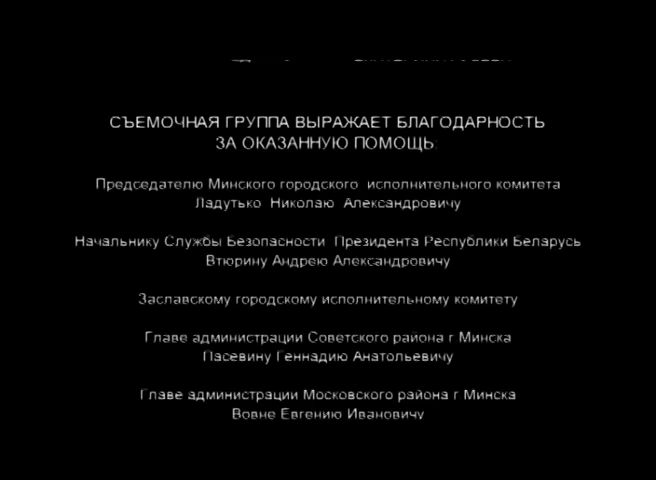 СЪЕМОЧНАЯ ГРУППА ВЫРАЖАЕТ БЛАГОДАРНОСТЬ
ЗА ОКАЗАННУЮ ПОМОЩЬ:
Председателю Минского городского исполнительного комитета
Ладутько Николаю Александровичу
Начальнику Службы Безопасности Президента Республики Беларусь
Втюрину Андрею Александровичу
Заславскому городскому исполнительному комитету
Главе администрации Советского района г Минска
Пасевину Геннадию Анатольевичу
Главе администрации Московского района г Минска
Вовне Евгению Ивановичу